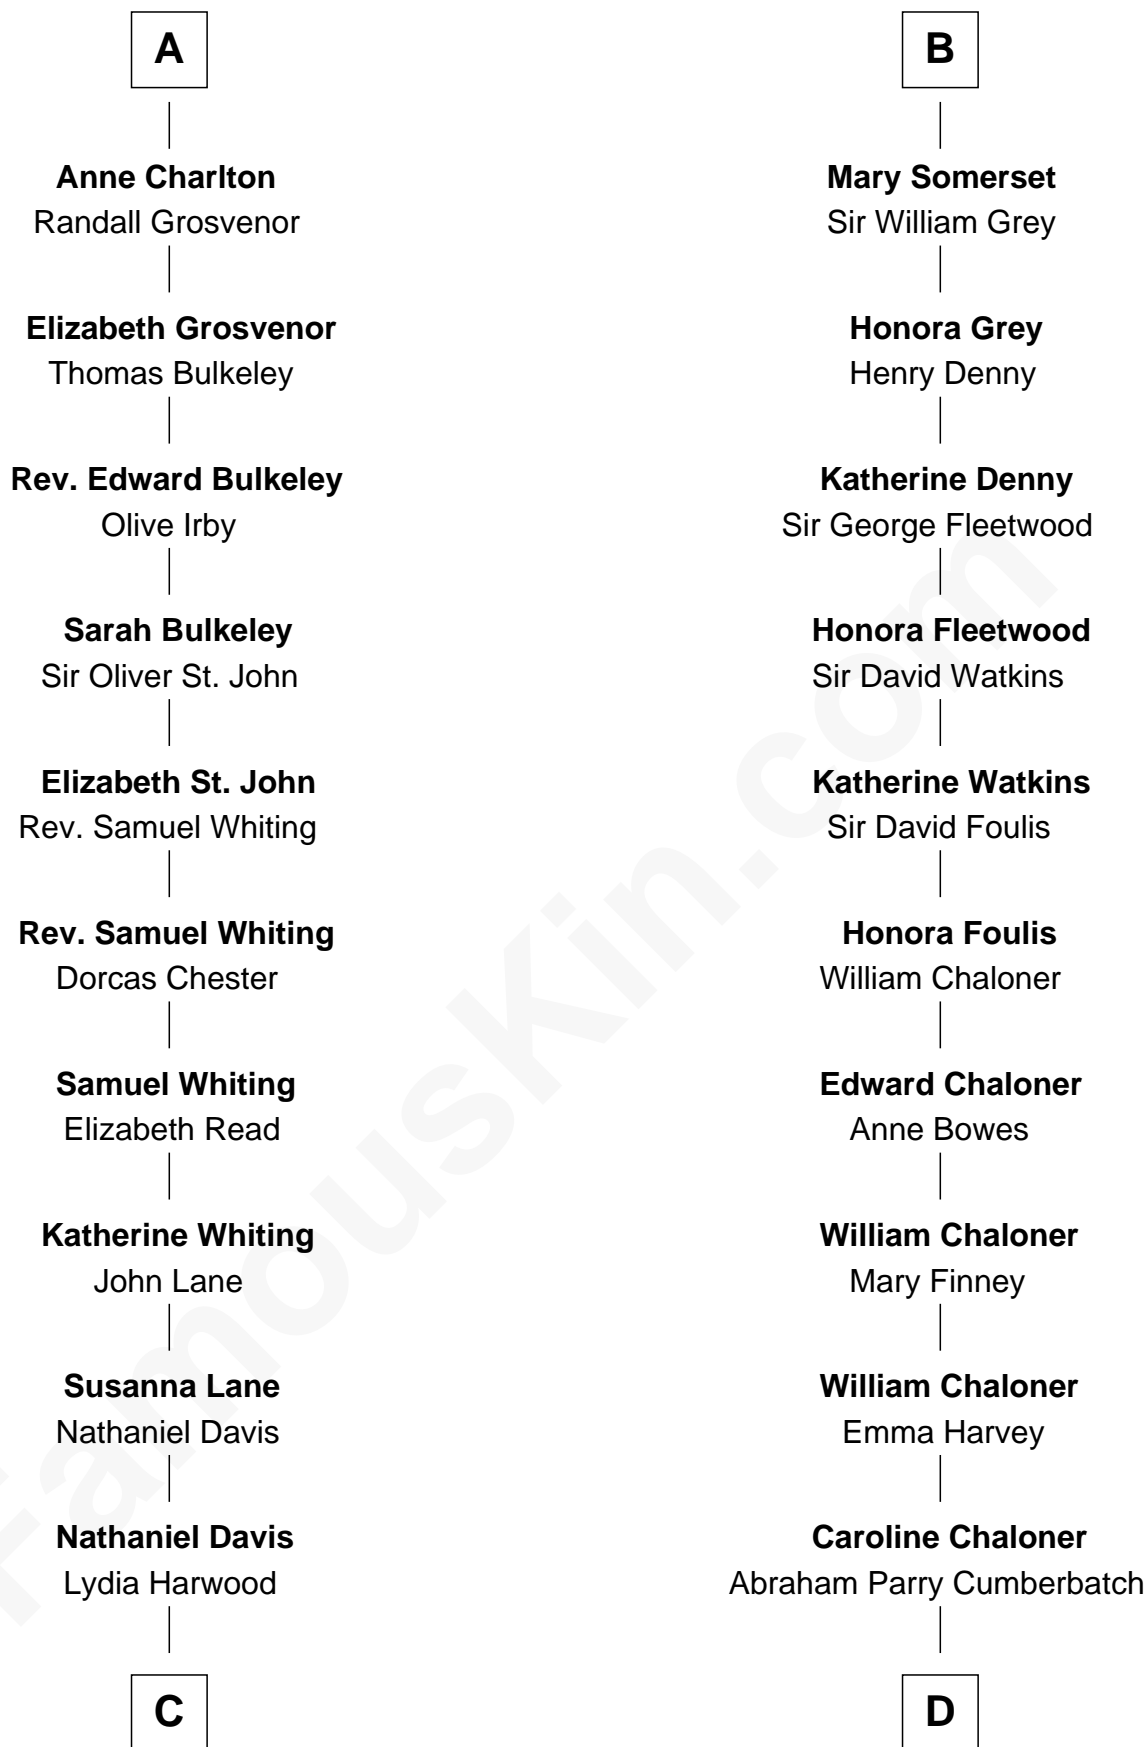 A
Anne Charlton
Randall Grosvenor
Elizabeth Grosvenor
Thomas Bulkeley
Rev. Edward Bulkeley
Olive Irby
Sarah Bulkeley
Sir Oliver St. John
Elizabeth St. John
Rev. Samuel Whiting
Rev. Samuel Whiting
Dorcas Chester
Samuel Whiting
Elizabeth Read
Katherine Whiting
John Lane
Susanna Lane
Nathaniel Davis
Nathaniel Davis
Lydia Harwood
C
B
Mary Somerset
Sir William Grey
Honora Grey
Henry Denny
Katherine Denny
Sir George Fleetwood
Honora Fleetwood
Sir David Watkins
Katherine Watkins
Sir David Foulis
Honora Foulis
William Chaloner
Edward Chaloner
Anne Bowes
William Chaloner
Mary Finney
William Chaloner
Emma Harvey
Caroline Chaloner
Abraham Parry Cumberbatch
D
FamousKin.com